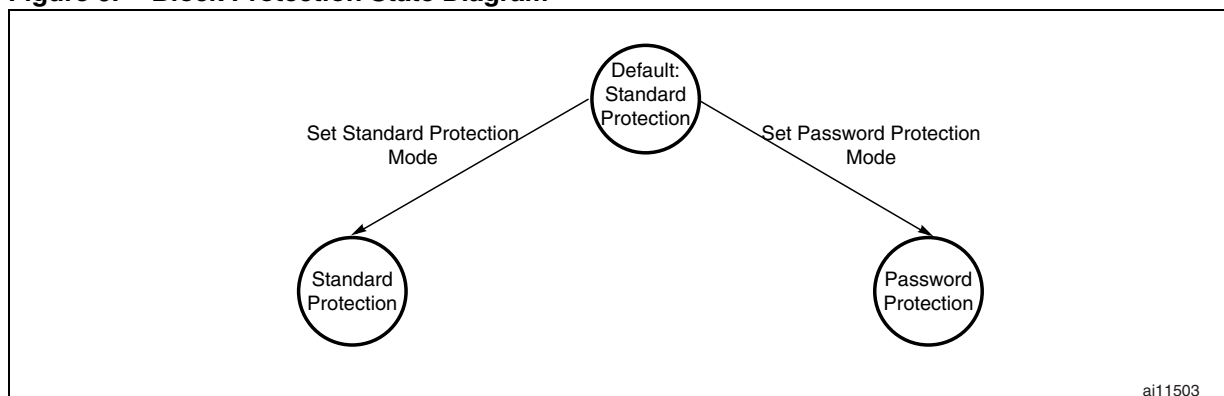 Figure 8. Block Protection State Diagram
Default:
Standard
Protection
Set Standard Protection
Mode
Set Password Protection
Mode
Standard
Protection
Password
Protection
ai11503